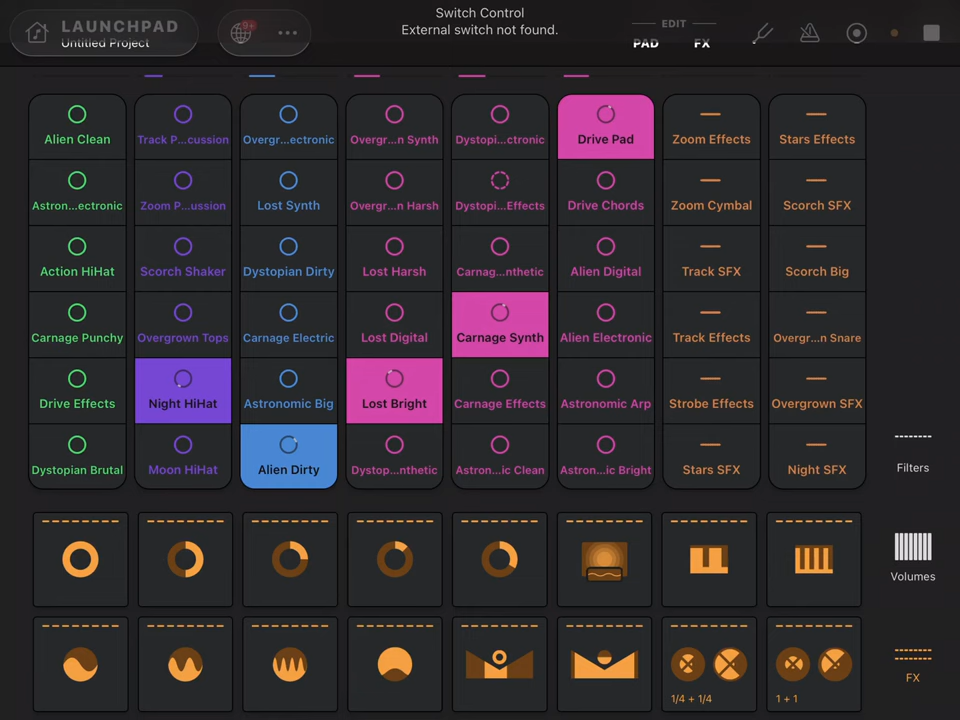 Switch Control
External switch not found.
LAUNCHPAD
Untitled Project
9+
EDIT
PAD
FX
Alien Clean
Track P...cussion
Overgr...ectronic
Overgr...n Synth
Dystopi...ctronic
Drive Pad
Zoom Effects
Stars Effects
Astron...ectronic
Zoom P...ussion
Lost Synth
Overgr...n Harsh
Dystopi...Effects
Drive Chords
Zoom Cymbal
Scorch SFX
Action HiHat
Scorch Shaker
Dystopian Dirty
Lost Harsh
Carnag...nthetic
Alien Digital
Track SFX
Scorch Big
Carnage Punchy
Overgrown Tops
Carnage Electric
Lost Digital
Carnage Synth
Alien Electronic
Track Effects
Overgr...n Snare
Drive Effects
Night HiHat
Astronomic Big
Lost Bright
Carnage Effects
Astronomic Arp
Strobe Effects
Overgrown SFX
Dystopian Brutal
Moon HiHat
Alien Dirty
Dystop...nthetic
Astron...ic Clean
Astron...ic Bright
Stars SFX
Night SFX
Filters
Volumes
FX
1/4 + 1/4
1 + 1